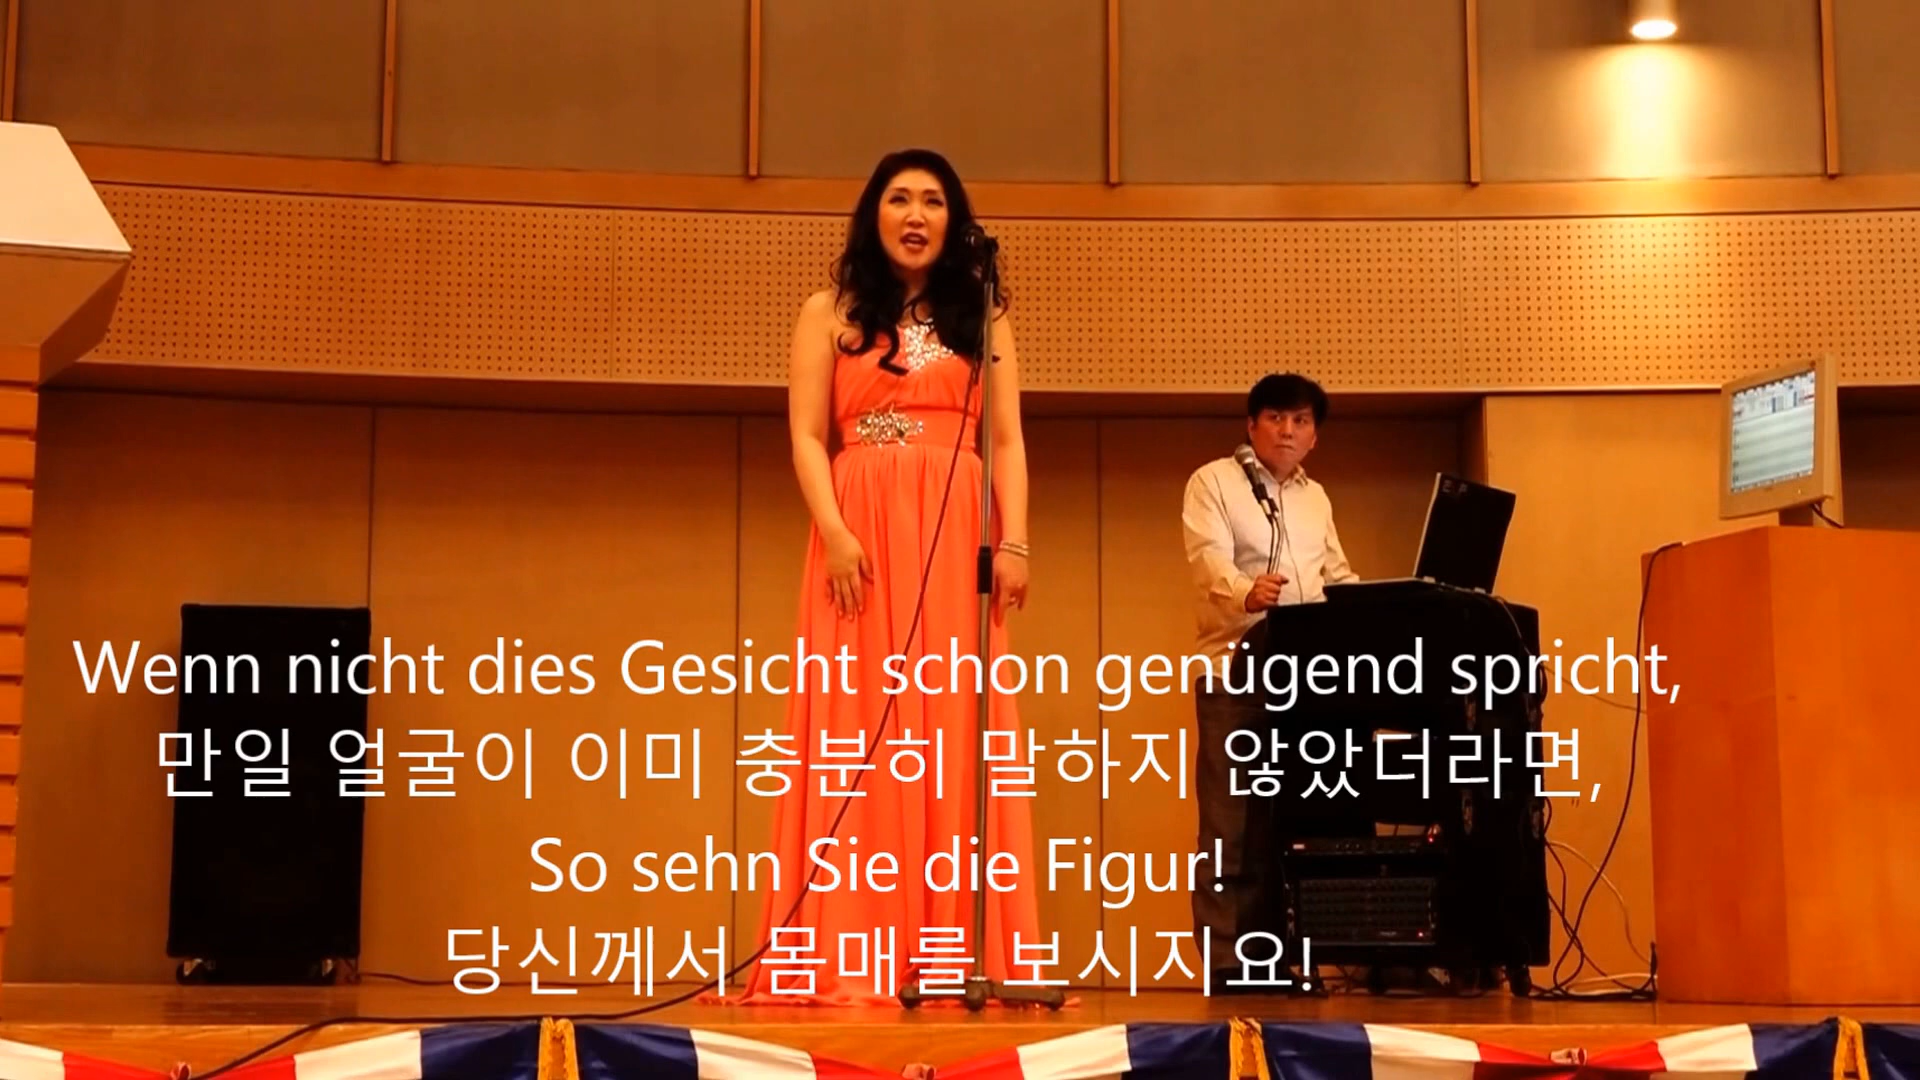 Wenn nicht dies Gesicht schon genügend spricht,
만일 얼굴이 이미 충분히 말하지 않았더라면,
So sehn Sie die Figur!
당신께서 몸매를 보시지요!